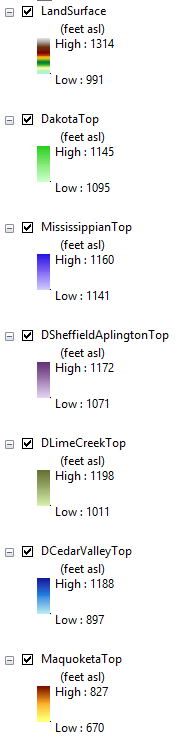 LandSurface
(feet asl)
High : 1314
Low : 991
DakotaTop
(feet asl)
High : 1145
Low : 1095
MississippianTop
(feet asl)
High : 1160
Low : 1141
DSheffieldAplingtonTop
(feet asl)
High : 1172
Low : 1071
DLimeCreekTop
(feet asl)
High : 1198
Low : 1011
DCedarValleyTop
(feet asl)
High : 1188
Low : 897
MaquoketaTop
(feet asl)
High : 827
Low : 670